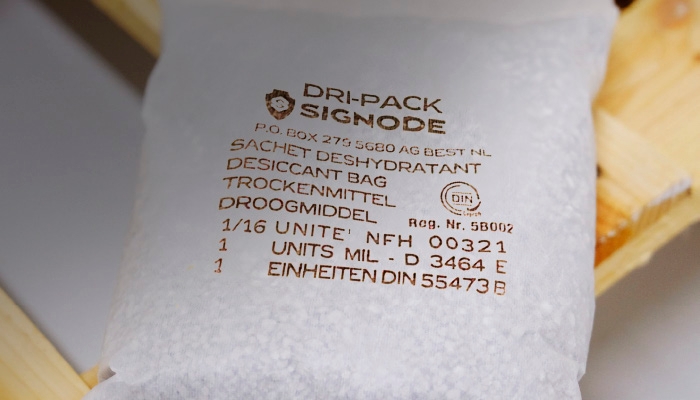 DRI-PACK
SIGNODE
P.O. BOX 279 5680 AG BEST NL
SACHET DESHYDRATANT
DESICCANT BAG
TROCKENMITTEL
DROOGMIDDEL
DIN
Geprüft
Reg. Nr. 5B002
1/16 UNITE' NFH 00321
1 UNITS MIL - D 3464 E
1 EINHEITEN DIN 55473 B